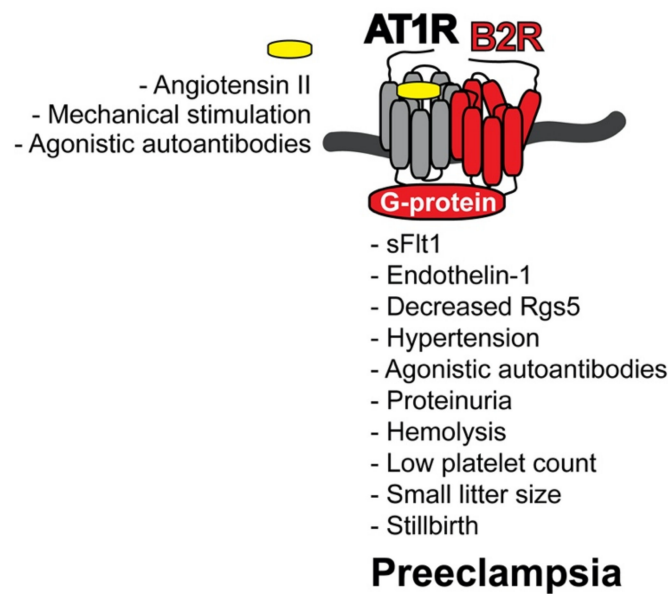 AT1R B2R
- Angiotensin II
- Mechanical stimulation
- Agonistic autoantibodies
G-protein
- sFlt1
- Endothelin-1
- Decreased Rgs5
- Hypertension
- Agonistic autoantibodies
- Proteinuria
- Hemolysis
- Low platelet count
- Small litter size
- Stillbirth
Preeclampsia